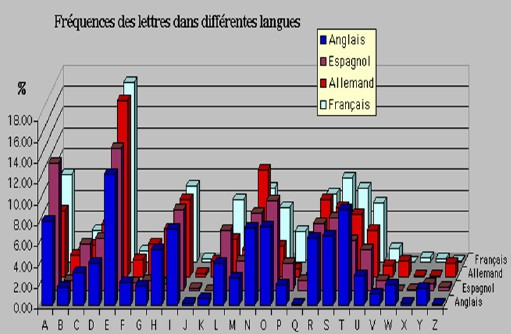 Fréquences des lettres dans différentes langues
Anglais
Espagnol
Allemand
Français
%
18.00
16.00
14.00
12.00
10.00
8.00
6.00
4.00
2.00
0.00
A B C D E F G H I J K L M N O P Q R S T U V W X Y Z
Français
Allemand
Espagnol
Anglais